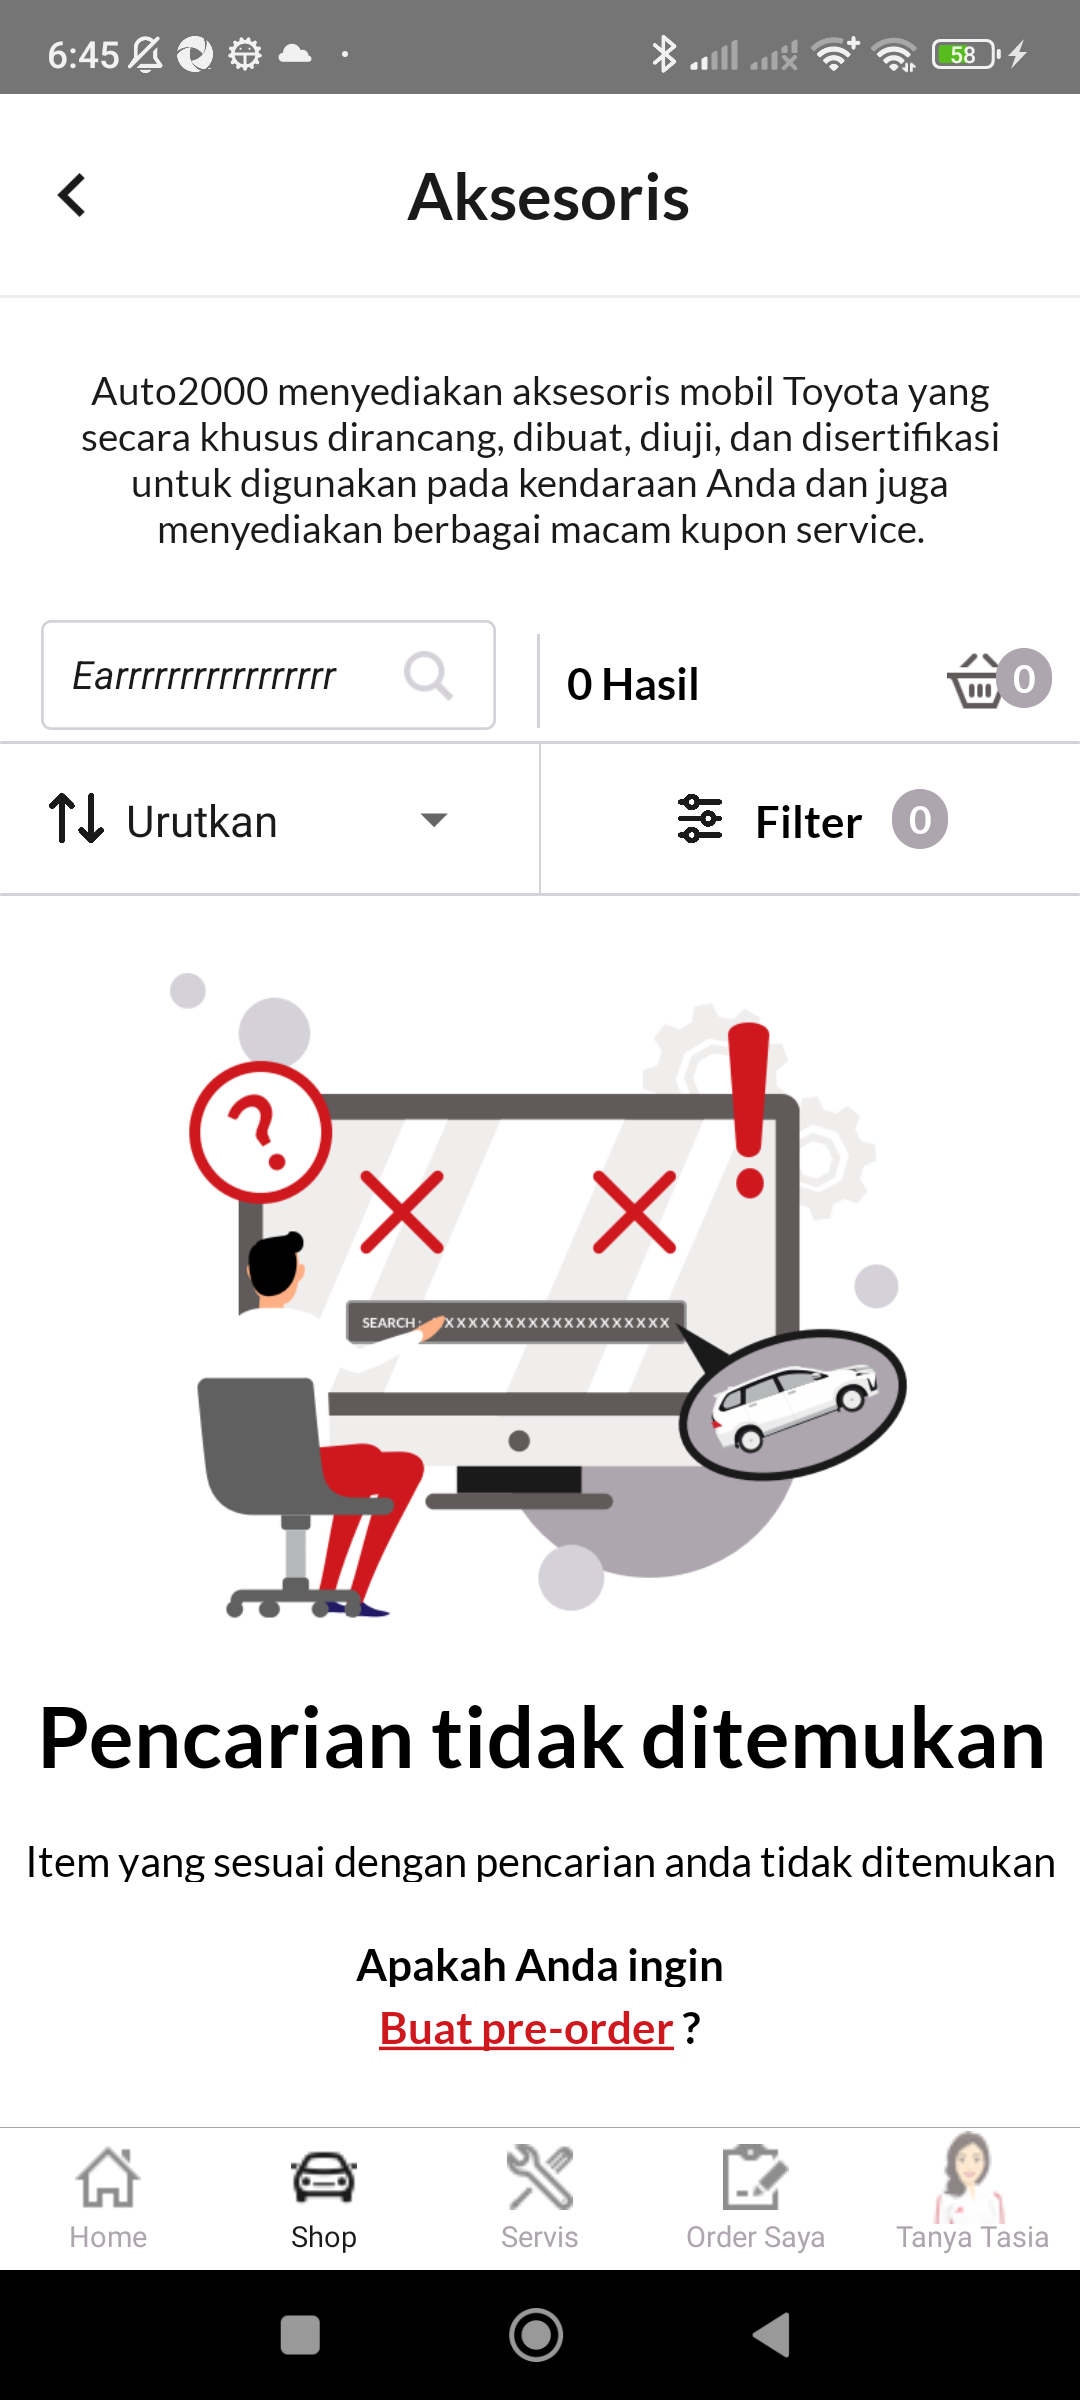 6:45
58
Aksesoris
Auto2000 menyediakan aksesoris mobil Toyota yang
secara khusus dirancang, dibuat, diuji, dan disertifikasi
untuk digunakan pada kendaraan Anda dan juga
menyediakan berbagai macam kupon service.
Earrrrrrrrrrrrrrrrr
0 Hasil
0
Urutkan
Filter
0
?
!
SEARCH: XXXXXXXXXXXXXXXXXXX
Pencarian tidak ditemukan
Item yang sesuai dengan pencarian anda tidak ditemukan
Apakah Anda ingin
Buat pre-order ?
Home
Shop
Servis
Order Saya
Tanya Tasia